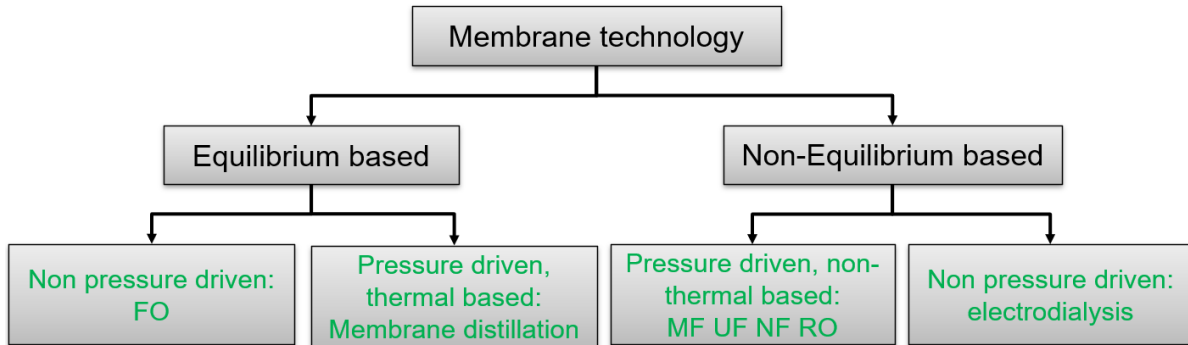 Membrane technology
Equilibrium based
Non-Equilibrium based
Non pressure driven:
FO
Pressure driven,
thermal based:
Membrane distillation
Pressure driven, non-
thermal based:
MF UF NF RO
Non pressure driven:
electrodialysis